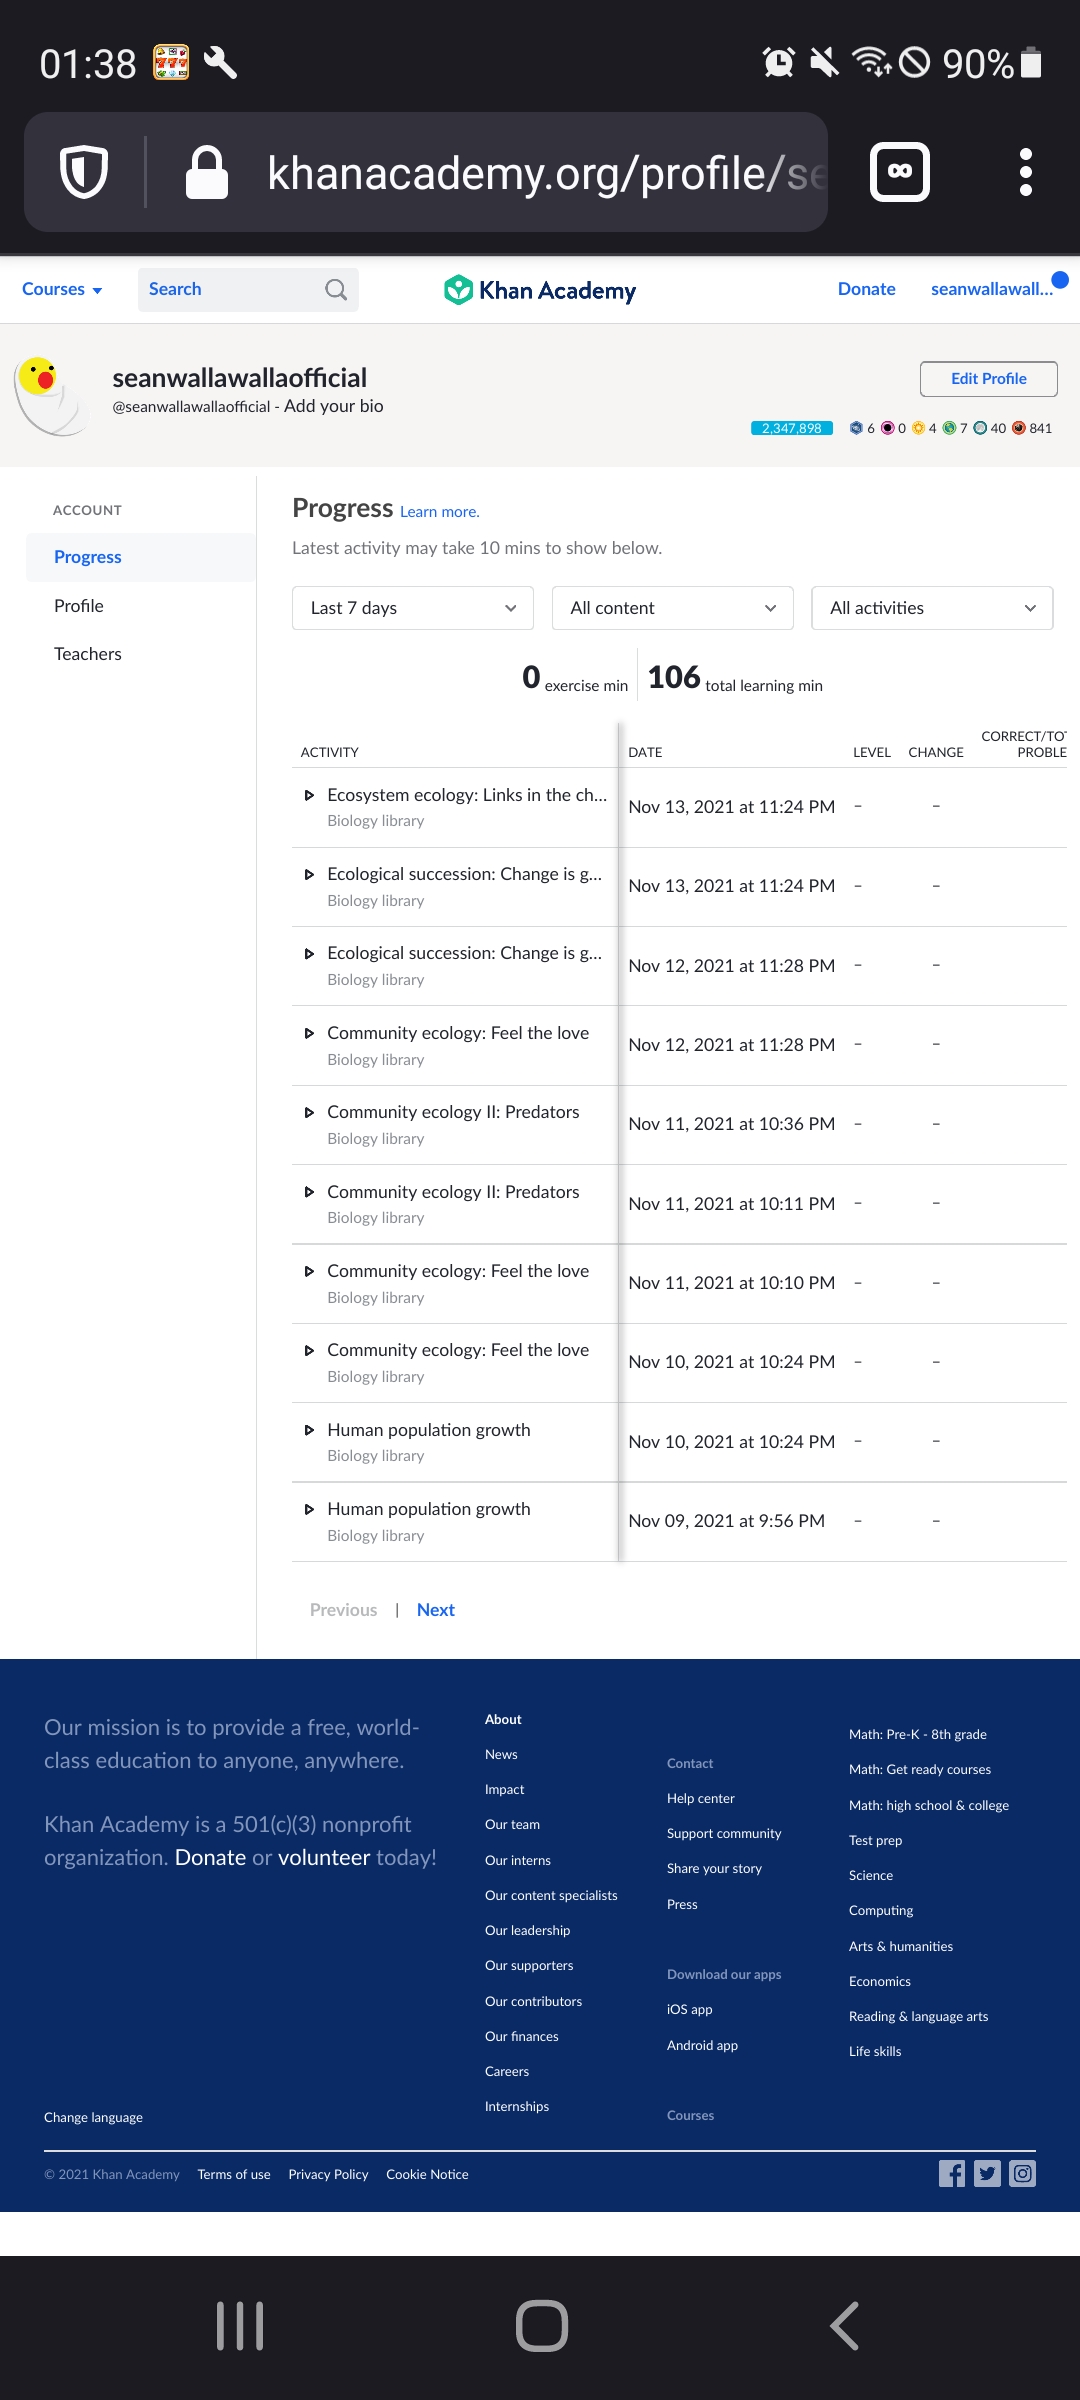 01:38
90%
khanacademy.org/profile/se
Courses
Search
Khan Academy
Donate
seanwallawall...
seanwallawallaofficial
@seanwallawallaofficial - Add your bio
Edit Profile
2,347,898 6 0 4 7 40 841
ACCOUNT
Progress
Profile
Teachers
Progress Learn more.
Latest activity may take 10 mins to show below.
Last 7 days
All content
All activities
0 exercise min
106 total learning min
ACTIVITY
DATE
LEVEL
CHANGE
CORRECT/TOT
PROBLE
Ecosystem ecology: Links in the ch...
Biology library
Nov 13, 2021 at 11:24 PM – –
Ecological succession: Change is g...
Biology library
Nov 13, 2021 at 11:24 PM – –
Ecological succession: Change is g...
Biology library
Nov 12, 2021 at 11:28 PM – –
Community ecology: Feel the love
Biology library
Nov 12, 2021 at 11:28 PM – –
Community ecology II: Predators
Biology library
Nov 11, 2021 at 10:36 PM – –
Community ecology II: Predators
Biology library
Nov 11, 2021 at 10:11 PM – –
Community ecology: Feel the love
Biology library
Nov 11, 2021 at 10:10 PM – –
Community ecology: Feel the love
Biology library
Nov 10, 2021 at 10:24 PM – –
Human population growth
Biology library
Nov 10, 2021 at 10:24 PM – –
Human population growth
Biology library
Nov 09, 2021 at 9:56 PM – –
Previous | Next
Our mission is to provide a free, world-
class education to anyone, anywhere.
Khan Academy is a 501(c)(3) nonprofit
organization. Donate or volunteer today!
About
News
Impact
Our team
Our interns
Our content specialists
Our leadership
Our supporters
Our contributors
Our finances
Careers
Internships
Contact
Help center
Support community
Share your story
Press
Download our apps
iOS app
Android app
Courses
Math: Pre-K - 8th grade
Math: Get ready courses
Math: high school & college
Test prep
Science
Computing
Arts & humanities
Economics
Reading & language arts
Life skills
Change language
© 2021 Khan Academy Terms of use Privacy Policy Cookie Notice